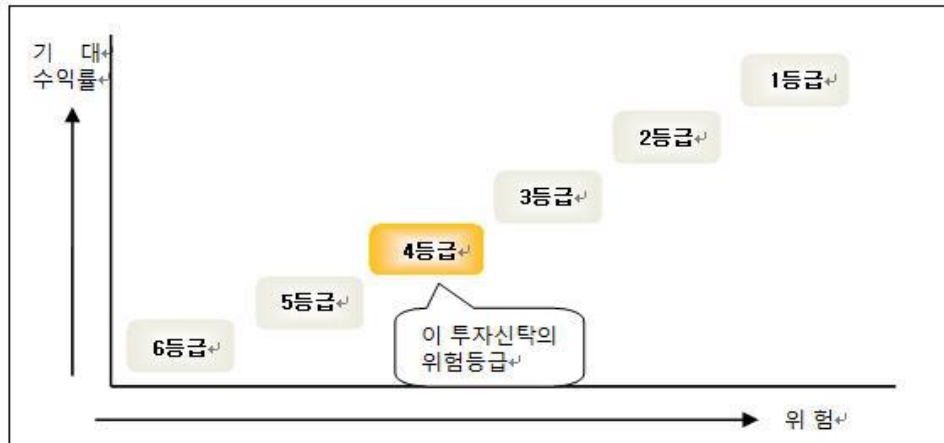 기 대
수익률
1등급
2등급
3등급
4등급
5등급
이 투자신탁의
위험등급
6등급
위 험